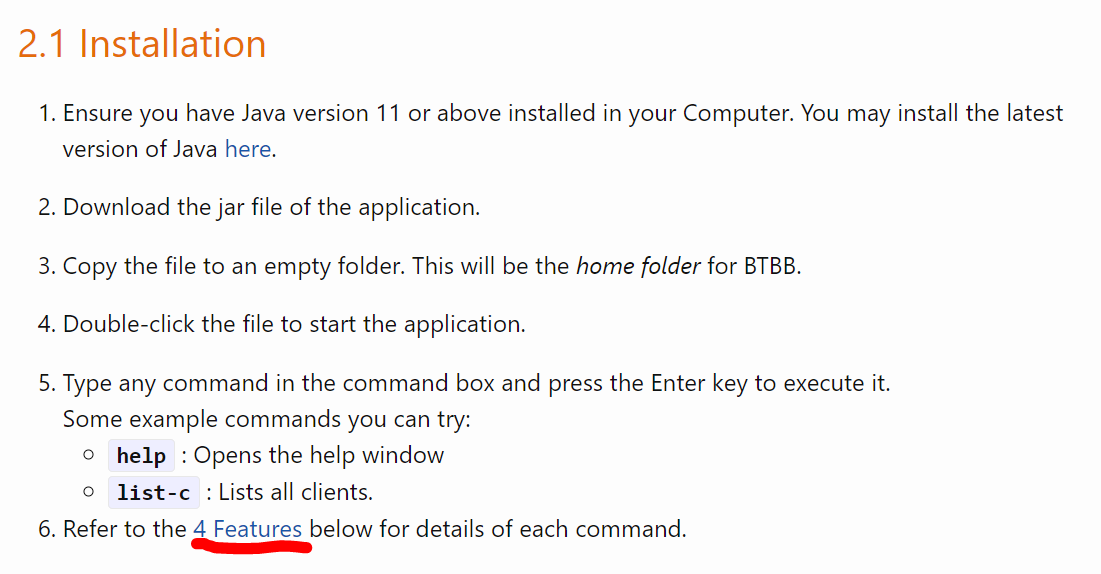 2.1 Installation
1. Ensure you have Java version 11 or above installed in your Computer. You may install the latest
version of Java here.
2. Download the jar file of the application.
3. Copy the file to an empty folder. This will be the home folder for BTBB.
4. Double-click the file to start the application.
5. Type any command in the command box and press the Enter key to execute it.
Some example commands you can try:
○ help : Opens the help window
○ list-c : Lists all clients.
6. Refer to the 4 Features below for details of each command.